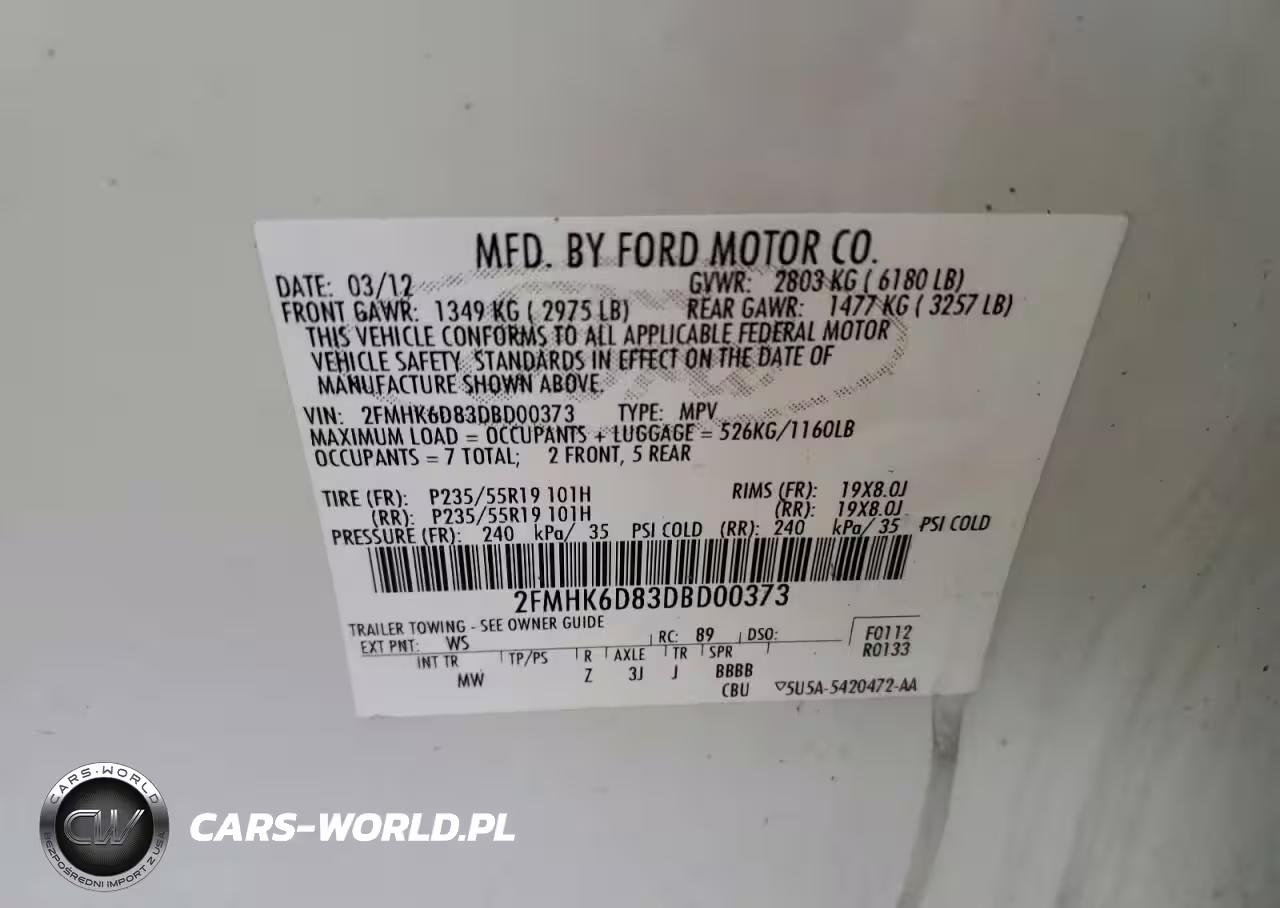 MFD. BY FORD MOTOR CO.
DATE: 03/12 GVWR: 2803 KG ( 6180 LB)
FRONT GAWR: 1349 KG ( 2975 LB) REAR GAWR: 1477 KG ( 3257 LB)
THIS VEHICLE CONFORMS TO ALL APPLICABLE FEDERAL MOTOR
VEHICLE SAFETY STANDARDS IN EFFECT ON THE DATE OF
MANUFACTURE SHOWN ABOVE.
VIN: 2FMHK6D83DBD00373 TYPE: MPV
MAXIMUM LOAD = OCCUPANTS + LUGGAGE = 526KG/1160LB
OCCUPANTS = 7 TOTAL; 2 FRONT, 5 REAR
TIRE (FR): P235/55R19 101H RIMS (FR): 19X8.0J
(RR): P235/55R19 101H (RR): 19X8.0J
PRESSURE (FR): 240 kPa/ 35 PSI COLD (RR): 240 kPa/ 35 PSI COLD
2FMHK6D83DBD00373
TRAILER TOWING - SEE OWNER GUIDE
EXT PNT: WS RC: 89 DSO: F0112
INT TR TP/PS R AXLE TR SPR R0133
MW Z 3J J BBBB
CBU ▽5U5A-5420472-AA
CARS-WORLD
CW
BEZPOŚREDNI IMPORT Z USA
CARS-WORLD.PL